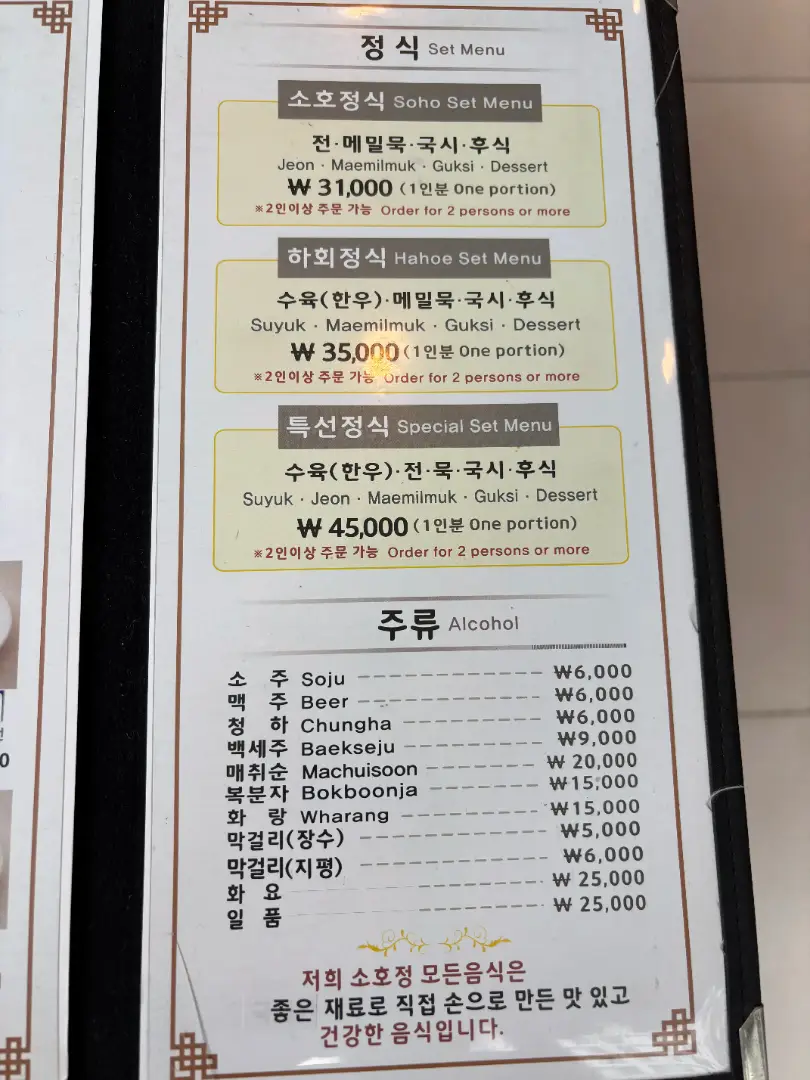 정 식 Set Menu
소호정식 Soho Set Menu
전·메밀묵·국시·후식
Jeon · Maemilmuk · Guksi · Dessert
₩ 31,000 (1인분 One portion)
※2인이상 주문 가능 Order for 2 persons or more
하회정식 Hahoe Set Menu
수육(한우)·메밀묵·국시·후식
Suyuk · Maemilmuk · Guksi · Dessert
₩ 35,000 (1인분 One portion)
※2인이상 주문 가능 Order for 2 persons or more
특선정식 Special Set Menu
수육(한우)·전·묵·국시·후식
Suyuk · Jeon · Maemilmuk · Guksi · Dessert
₩ 45,000 (1인분 One portion)
※2인이상 주문 가능 Order for 2 persons or more
주류 Alcohol
소 주 Soju ₩6,000
맥 주 Beer ₩6,000
청 하 Chungha ₩6,000
백세주 Baekseju ₩9,000
매취순 Machuisoon ₩ 20,000
복분자 Bokboonja ₩15,000
화 랑 Wharang ₩15,000
막걸리(장수) ₩5,000
막걸리(지평) ₩6,000
화 요 ₩ 25,000
일 품 ₩ 25,000
저희 소호정 모든음식은
좋은 재료로 직접 손으로 만든 맛 있고
건강한 음식입니다.